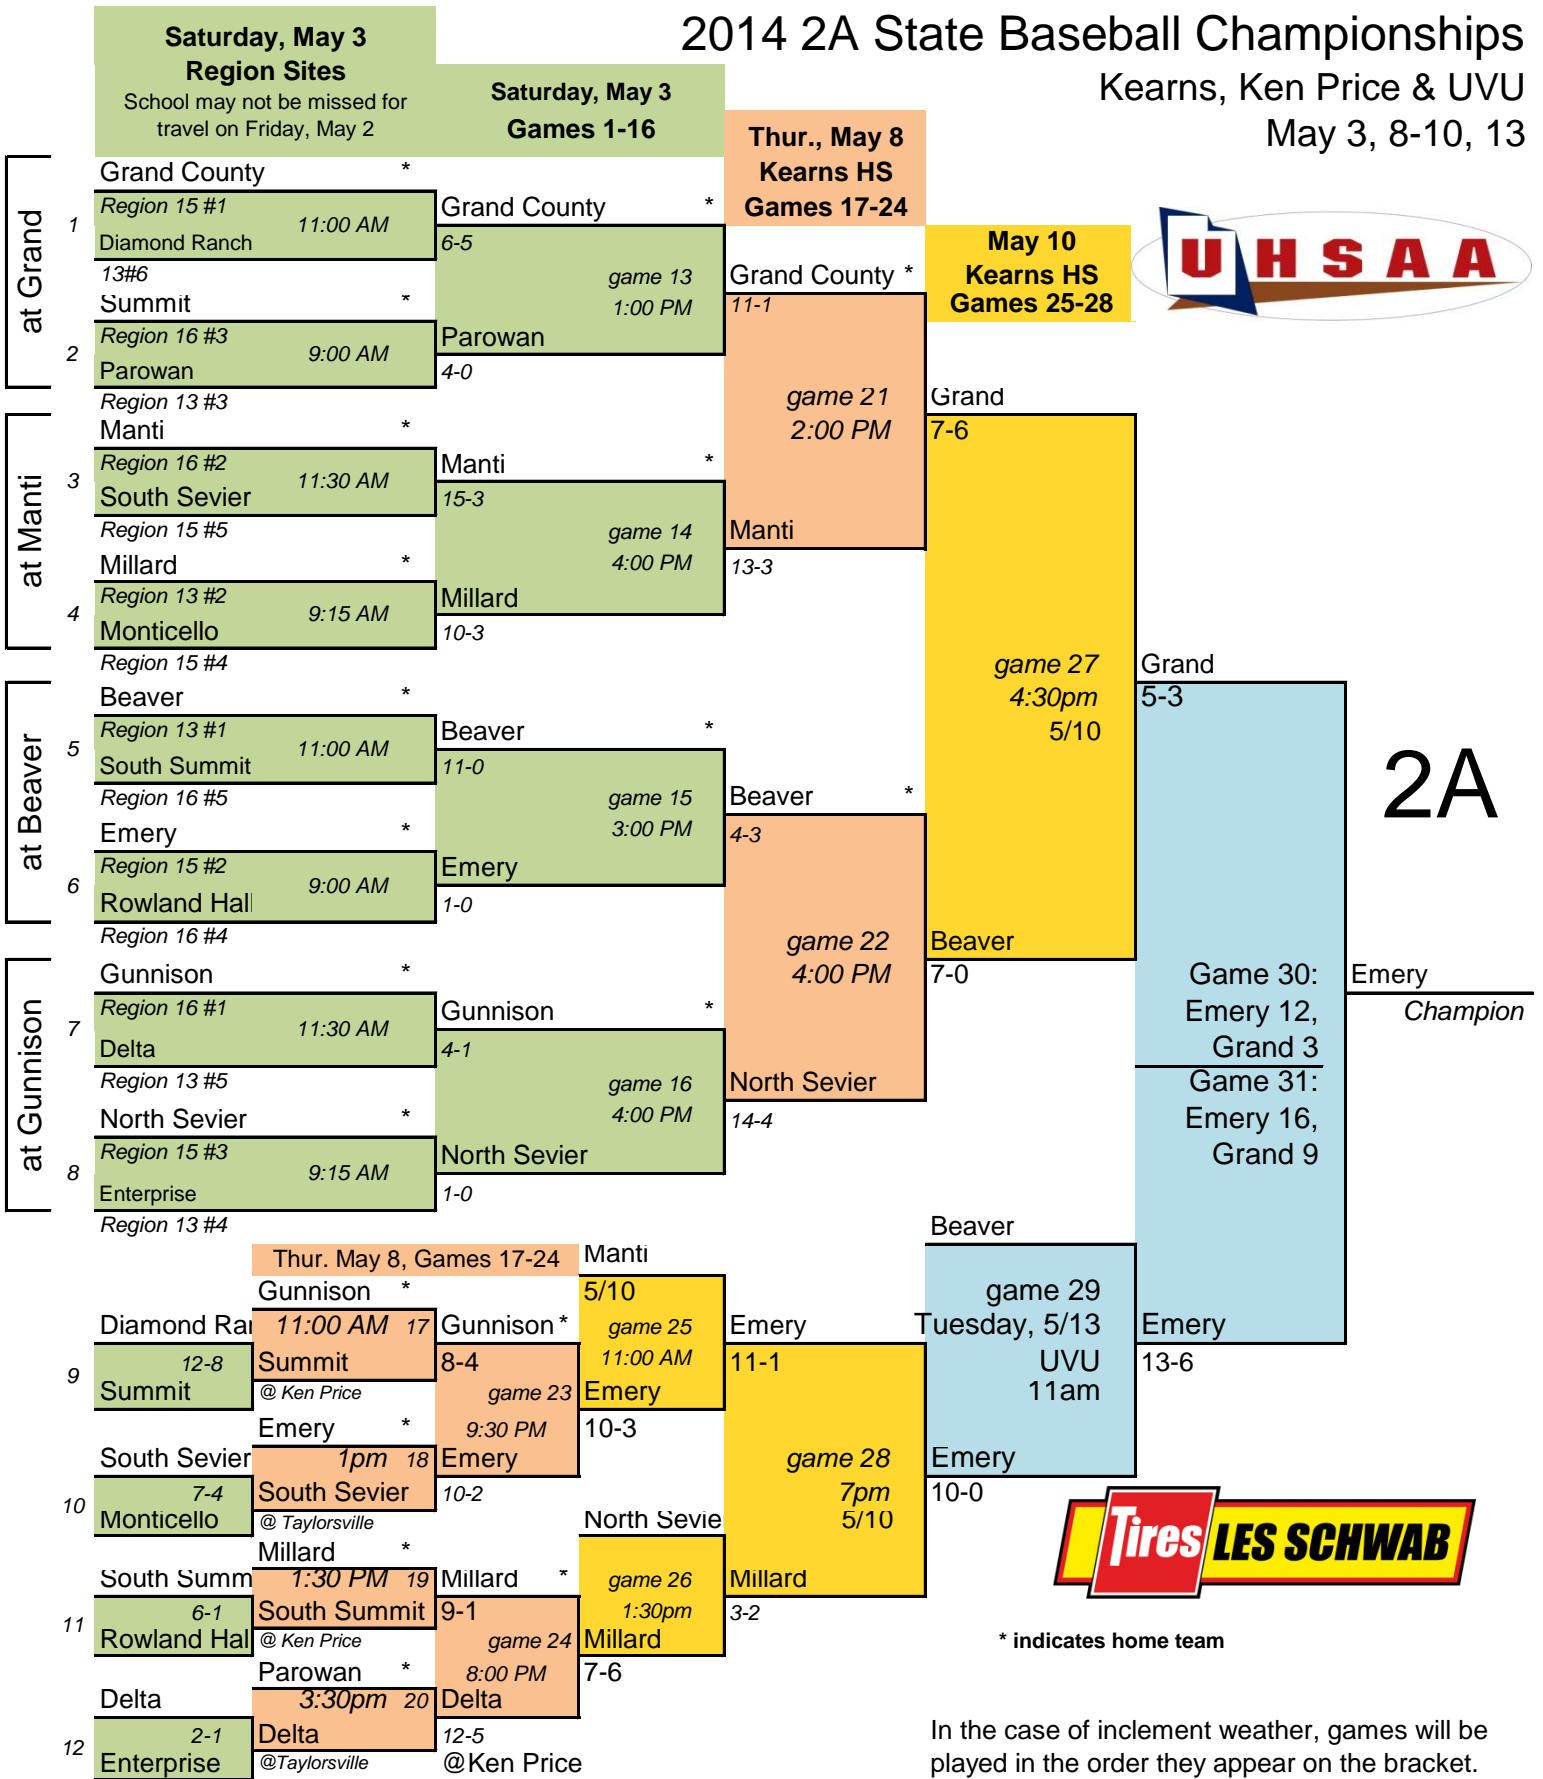 2014 2A State Baseball Championships
Kearns, Ken Price & UVU
May 3, 8-10, 13
Saturday, May 3
Region Sites
School may not be missed for
travel on Friday, May 2
Saturday, May 3
Games 1-16
Thur., May 8
Kearns HS
Games 17-24
May 10
Kearns HS
Games 25-28
UHSAA
at Grand
Grand County *
1
Region 15 #1
11:00 AM
Diamond Ranch
13#6
Summit *
2
Region 16 #3
9:00 AM
Parowan
Region 13 #3
at Manti
Manti *
3
Region 16 #2
11:30 AM
South Sevier
Region 15 #5
Millard *
4
Region 13 #2
9:15 AM
Monticello
Region 15 #4
at Beaver
Beaver *
5
Region 13 #1
11:00 AM
South Summit
Region 16 #5
Emery *
6
Region 15 #2
9:00 AM
Rowland Hall
Region 16 #4
at Gunnison
Gunnison *
7
Region 16 #1
11:30 AM
Delta
Region 13 #5
North Sevier *
8
Region 15 #3
9:15 AM
Enterprise
Region 13 #4
Grand County *
6-5
game 13
1:00 PM
Parowan
4-0
Manti *
15-3
game 14
4:00 PM
Millard
10-3
Beaver *
11-0
game 15
3:00 PM
Emery
1-0
Gunnison *
4-1
game 16
4:00 PM
North Sevier
1-0
Grand County *
11-1
game 21
2:00 PM
Manti
13-3
Beaver *
4-3
game 22
4:00 PM
North Sevier
14-4
Grand
7-6
game 27
4:30pm
5/10
Beaver
7-0
Grand
5-3
2A
Game 30:
Emery 12,
Grand 3
Game 31:
Emery 16,
Grand 9
Emery
Champion
Thur. May 8, Games 17-24
Diamond Ran
9
12-8
Summit
South Sevier
10
7-4
Monticello
South Summ
11
6-1
Rowland Hal
Delta
12
2-1
Enterprise
Gunnison *
11:00 AM 17
Summit
@ Ken Price
Emery *
1pm 18
South Sevier
@ Taylorsville
Millard *
1:30 PM 19
South Summit
@ Ken Price
Parowan *
3:30pm 20
Delta
@Taylorsville
Gunnison *
8-4
game 23
9:30 PM
Emery
10-2
Millard *
9-1
game 24
8:00 PM
Delta
12-5
@Ken Price
Manti
5/10
game 25
11:00 AM
Emery
10-3
North Sevie
game 26
1:30pm
Millard
7-6
Emery
11-1
game 28
7pm
5/10
Millard
3-2
Beaver
game 29
Tuesday, 5/13
UVU
11am
Emery
10-0
Emery
13-6
Tires LES SCHWAB
* indicates home team
In the case of inclement weather, games will be
played in the order they appear on the bracket.